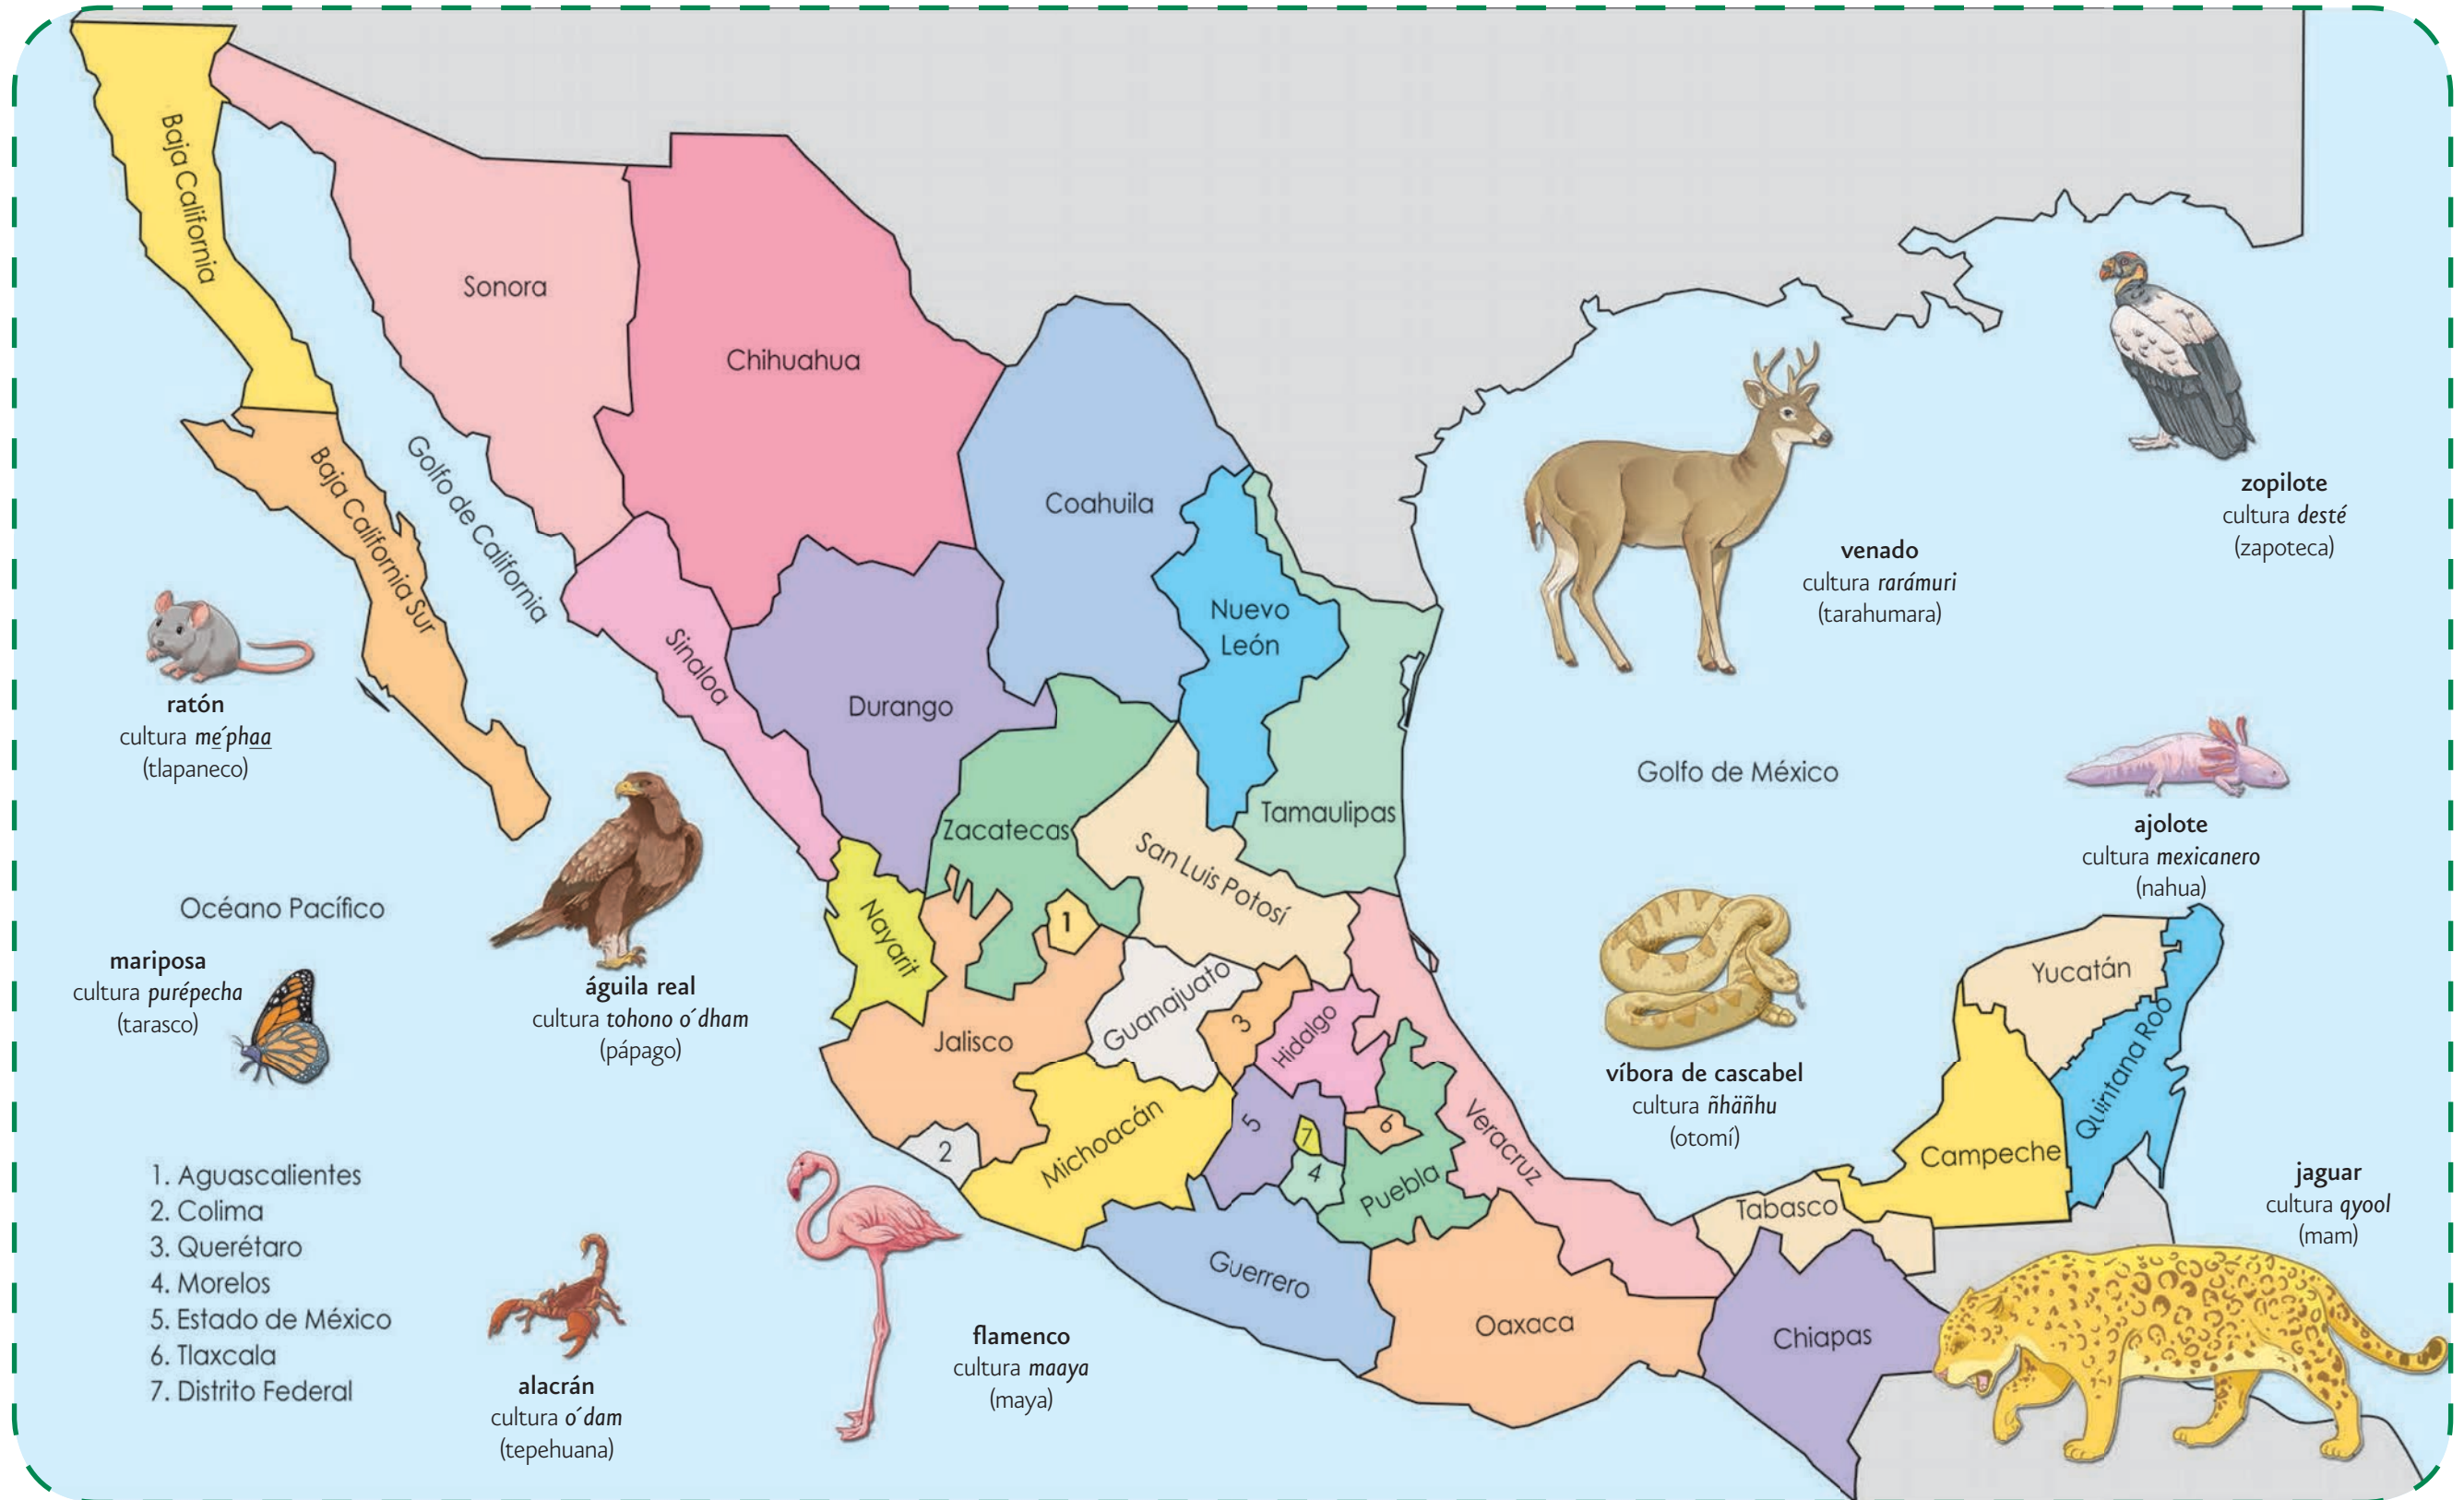 Baja California
Sonora
Chihuahua
Coahuila
Golfo de California
Baja California Sur
Nuevo
León
Sinaloa
Durango
Zacatecas
Tamaulipas
San Luis Potosí
Nayarit
1
Jalisco
Guanajuato
3
Hidalgo
2
Michoacán
5
7
6
4
Puebla
Veracruz
Guerrero
Oaxaca
Tabasco
Chiapas
Campeche
Yucatán
Quintana Roo
Golfo de México
Océano Pacífico
zopilote
cultura desté
(zapoteca)
venado
cultura rarámuri
(tarahumara)
ratón
cultura me´phaa
(tlapaneco)
ajolote
cultura mexicanero
(nahua)
mariposa
cultura purépecha
(tarasco)
águila real
cultura tohono o´dham
(pápago)
víbora de cascabel
cultura ñhäñhu
(otomí)
jaguar
cultura qyool
(mam)
flamenco
cultura maaya
(maya)
alacrán
cultura o´dam
(tepehuana)
1. Aguascalientes
2. Colima
3. Querétaro
4. Morelos
5. Estado de México
6. Tlaxcala
7. Distrito Federal